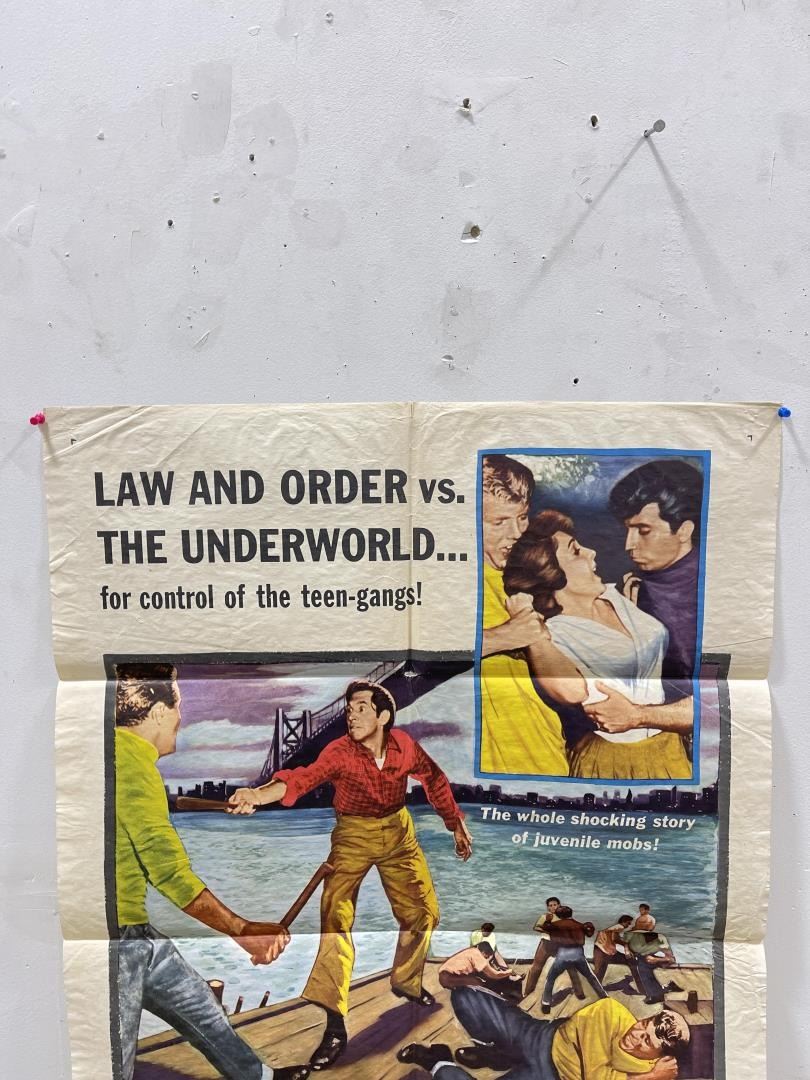 LAW AND ORDER vs.
THE UNDERWORLD...
for control of the teen-gangs!
The whole shocking story
of juvenile mobs!